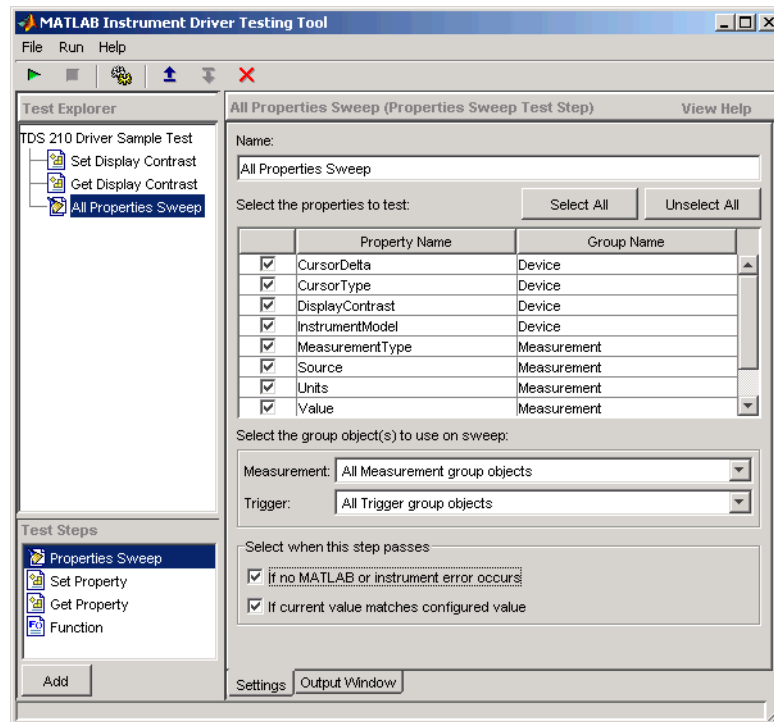 MATLAB Instrument Driver Testing Tool
File Run Help
Test Explorer
TDS 210 Driver Sample Test
Set Display Contrast
Get Display Contrast
All Properties Sweep
Test Steps
Properties Sweep
Set Property
Get Property
Function
Add
All Properties Sweep (Properties Sweep Test Step) View Help
Name:
All Properties Sweep
Select the properties to test: Select All Unselect All
Property Name Group Name
CursorDelta Device
CursorType Device
DisplayContrast Device
InstrumentModel Device
MeasurementType Measurement
Source Measurement
Units Measurement
Value Measurement
Select the group object(s) to use on sweep:
Measurement: All Measurement group objects
Trigger: All Trigger group objects
Select when this step passes
If no MATLAB or instrument error occurs
If current value matches configured value
Settings Output Window